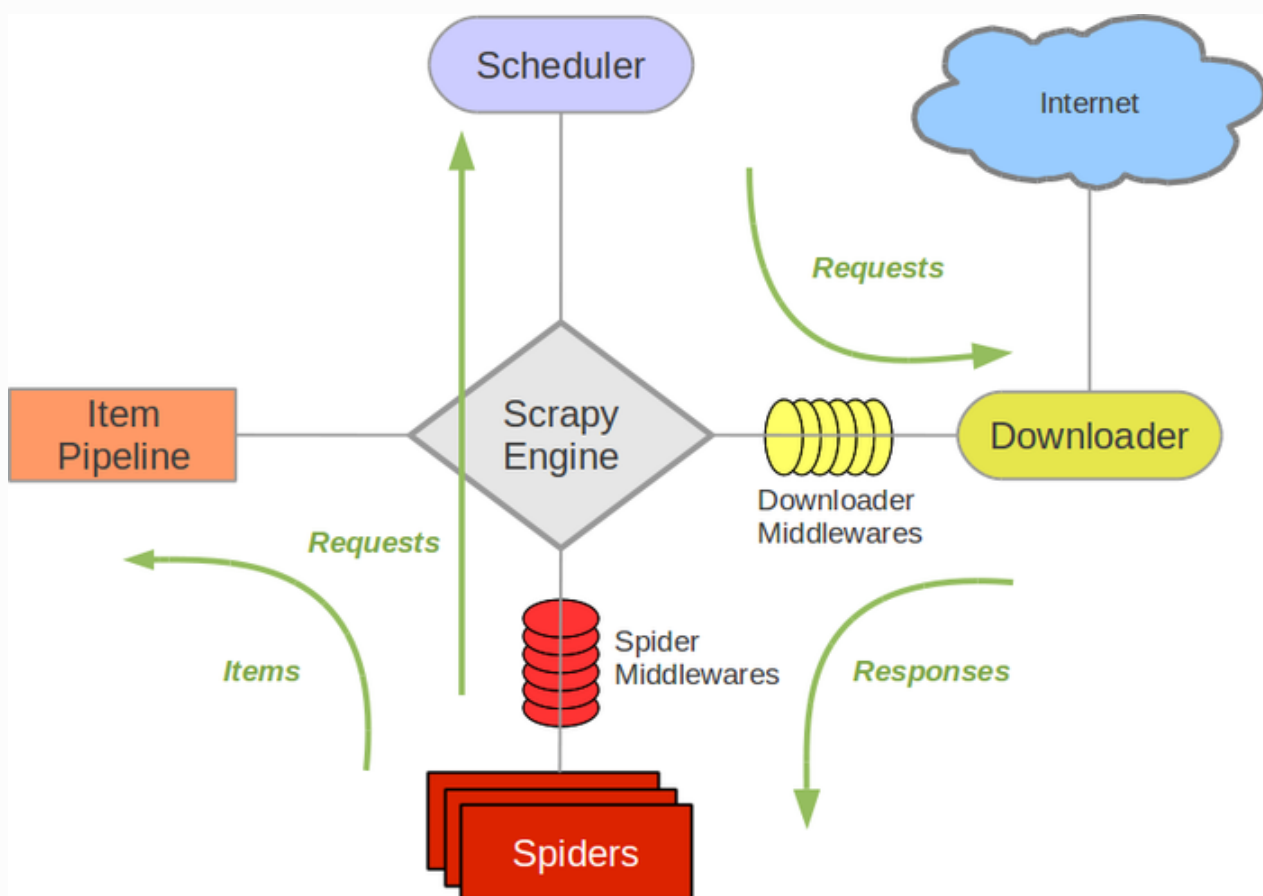 Scheduler
Internet
Requests
Item
Pipeline
Scrapy
Engine
Downloader
Downloader
Middlewares
Requests
Items
Spider
Middlewares
Responses
Spiders